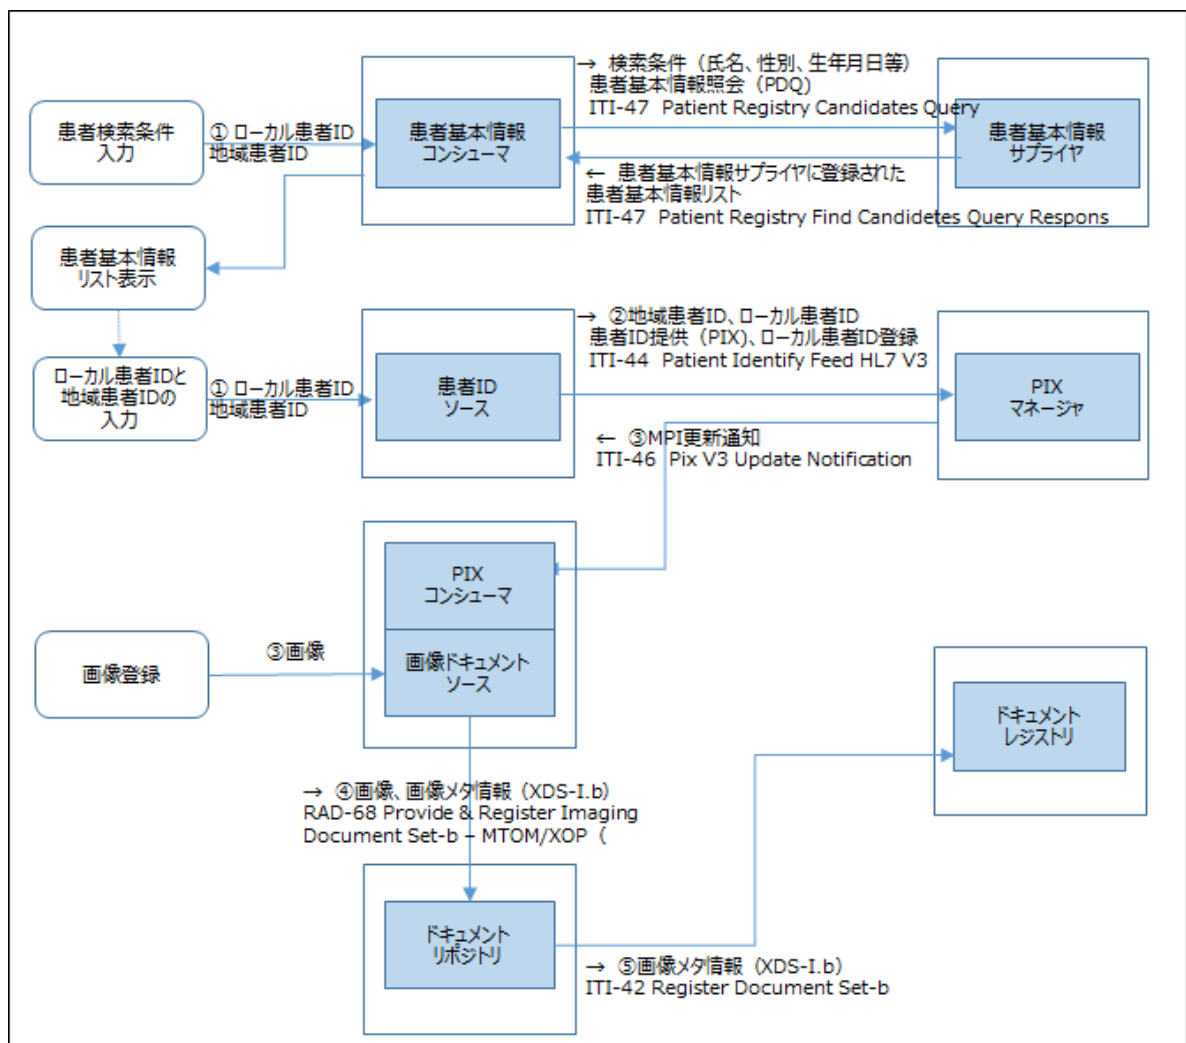 患者検索条件
入力
① ローカル患者ID
地域患者ID
患者基本情報
コンシューマ
→ 検索条件（氏名、性別、生年月日等）
患者基本情報照会（PDQ)
ITI-47 Patient Registry Candidates Query
患者基本情報
サプライヤ
← 患者基本情報サプライヤに登録された
患者基本情報リスト
ITI-47 Patient Registry Find Candidetes Query Respons
患者基本情報
リスト表示
ローカル患者IDと
地域患者IDの
入力
① ローカル患者ID
地域患者ID
患者ID
ソース
→ ②地域患者ID、ローカル患者ID
患者ID提供（PIX)、ローカル患者ID登録
ITI-44 Patient Identify Feed HL7 V3
PIX
マネージャ
← ③MPI更新通知
ITI-46 Pix V3 Update Notification
PIX
コンシューマ
画像登録
③画像
画像ドキュメント
ソース
ドキュメント
レジストリ
→ ④画像、画像メタ情報（XDS-I.b）
RAD-68 Provide & Register Imaging
Document Set-b – MTOM/XOP（
ドキュメント
リポジトリ
→ ⑤画像メタ情報（XDS-I.b）
ITI-42 Register Document Set-b